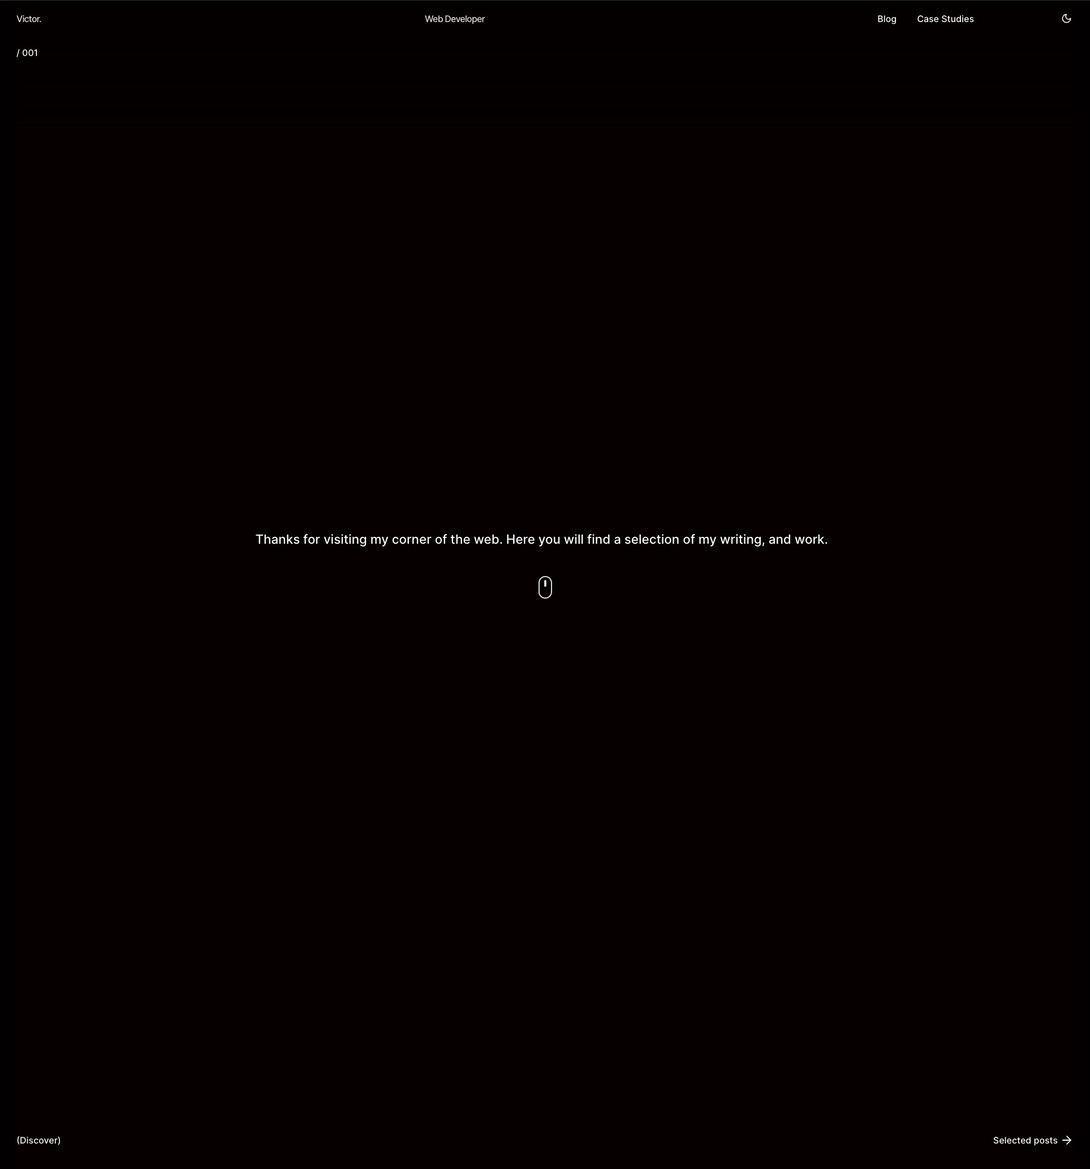 Victor.
Web Developer
Blog
Case Studies
/ 001
Thanks for visiting my corner of the web. Here you will find a selection of my writing, and work.
(Discover)
Selected posts